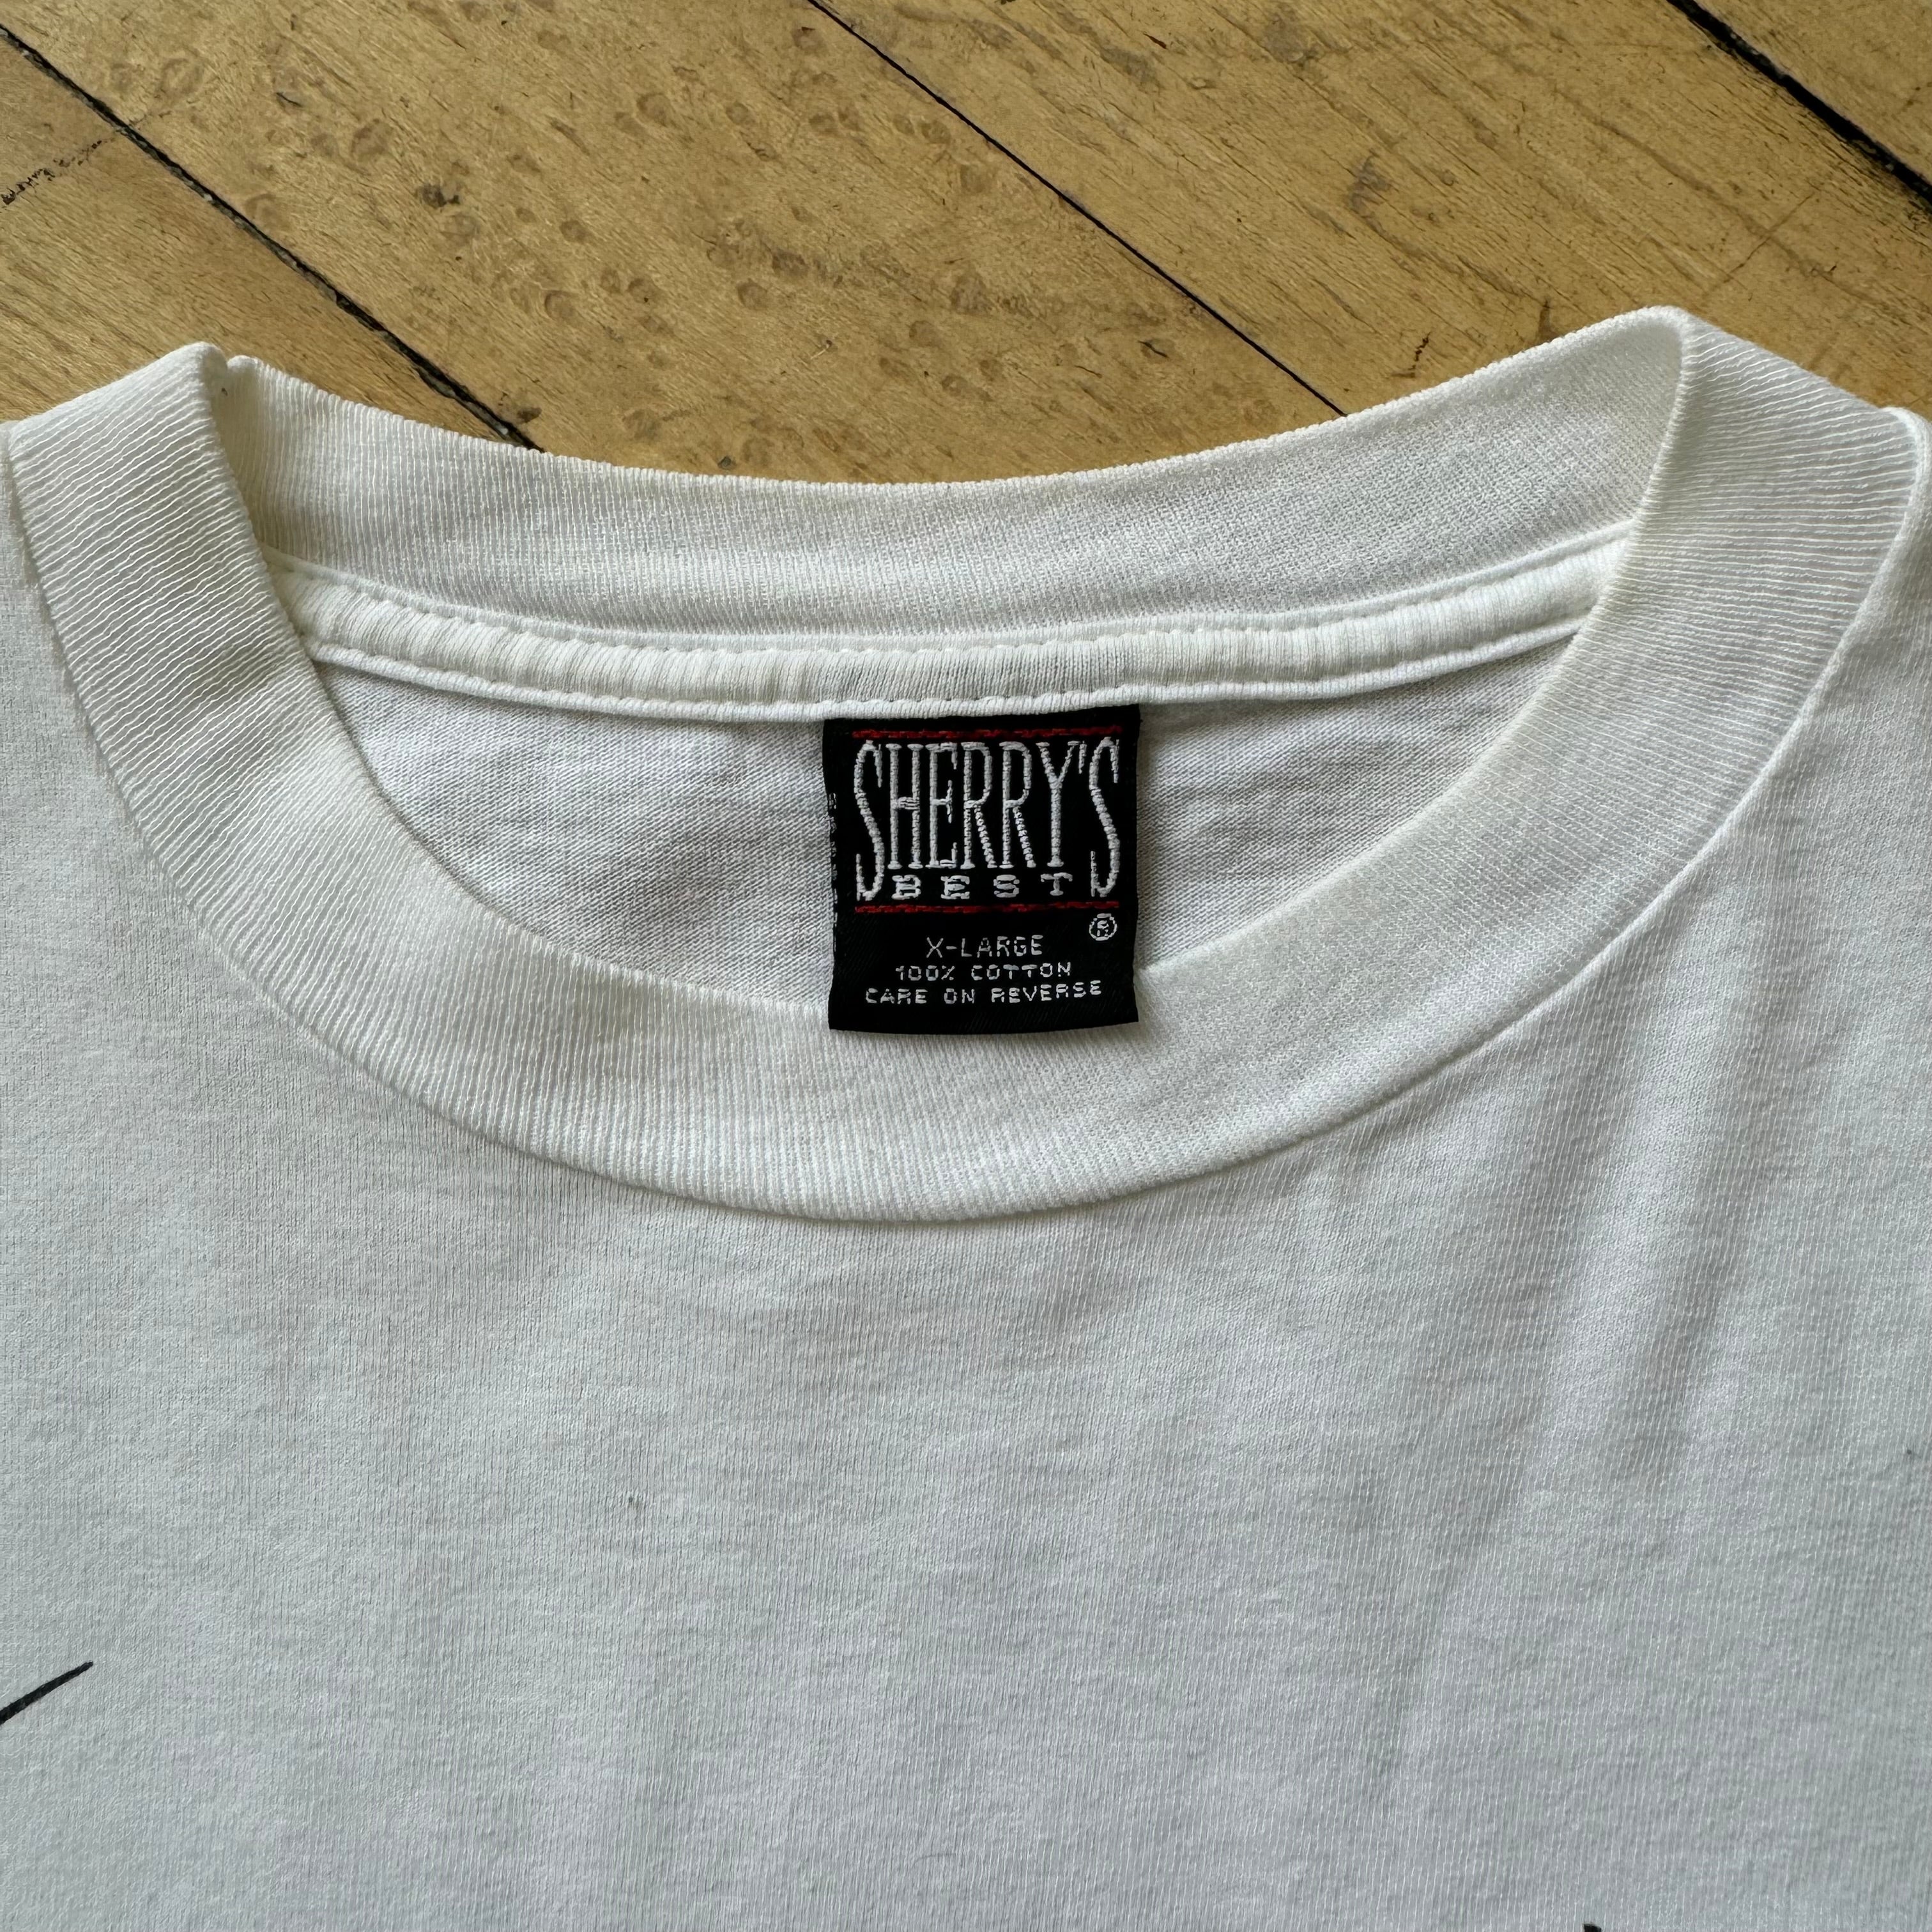 SHERRY'S
BEST
®
X-LARGE
100% COTTON
CARE ON REVERSE